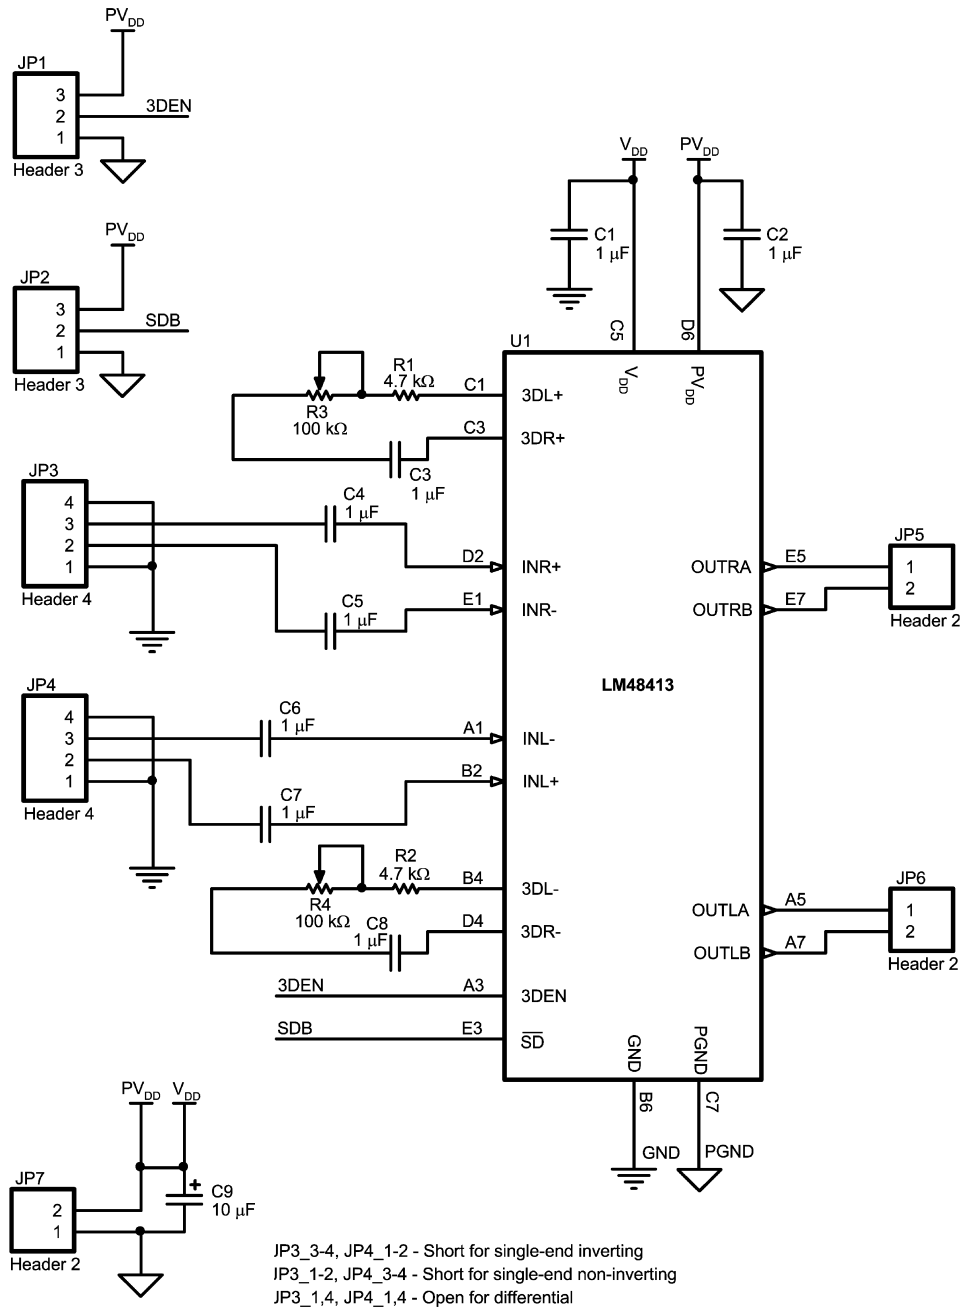 PVDD
JP1
3
2
1
3DEN
Header 3
PVDD
JP2
3
2
1
SDB
Header 3
VDD
PVDD
C1
1 µF
C2
1 µF
C5
D6
U1
VDD
PVDD
R1
4.7 kΩ
R3
100 kΩ
C1
3DL+
C3
3DR+
C3
1 µF
JP3
4
3
2
1
Header 4
C4
1 µF
D2
INR+
C5
1 µF
E1
INR-
OUTRA
E5
OUTRB
E7
JP5
1
2
Header 2
LM48413
JP4
4
3
2
1
Header 4
C6
1 µF
A1
INL-
C7
1 µF
B2
INL+
R2
4.7 kΩ
R4
100 kΩ
B4
3DL-
C8
1 µF
D4
3DR-
OUTLA
A5
OUTLB
A7
JP6
1
2
Header 2
3DEN
A3
3DEN
SDB
E3
SD
GND
PGND
B6
C7
GND
PGND
PVDD
VDD
JP7
2
1
Header 2
+
C9
10 µF
JP3_3-4, JP4_1-2 - Short for single-end inverting
JP3_1-2, JP4_3-4 - Short for single-end non-inverting
JP3_1,4, JP4_1,4 - Open for differential